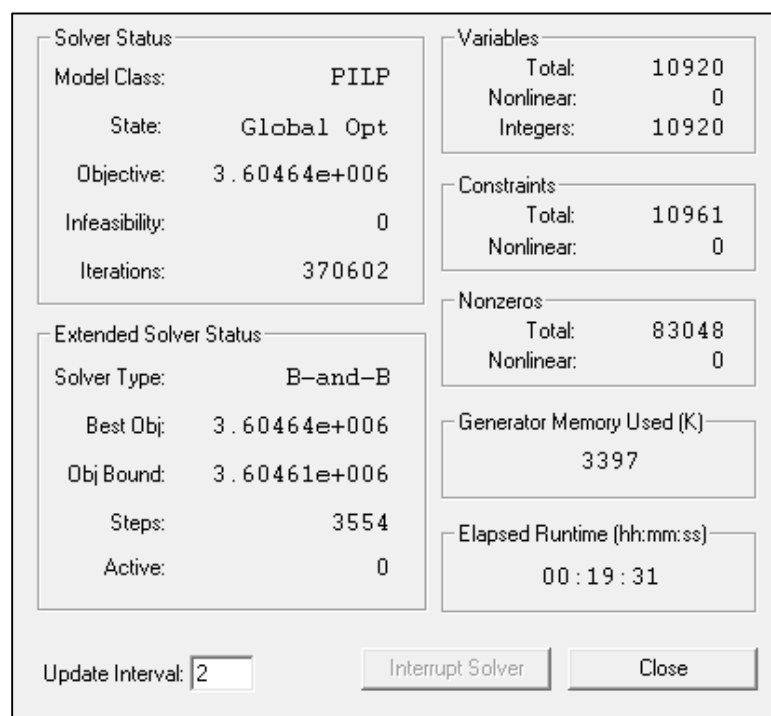 Solver Status
Model Class: PILP
State: Global Opt
Objective: 3.60464e+006
Infeasibility: 0
Iterations: 370602
Extended Solver Status
Solver Type: B-and-B
Best Obj: 3.60464e+006
Obj Bound: 3.60461e+006
Steps: 3554
Active: 0
Variables
Total: 10920
Nonlinear: 0
Integers: 10920
Constraints
Total: 10961
Nonlinear: 0
Nonzeros
Total: 83048
Nonlinear: 0
Generator Memory Used (K)
3397
Elapsed Runtime (hh:mm:ss)
00:19:31
Update Interval: 2
Interrupt Solver
Close